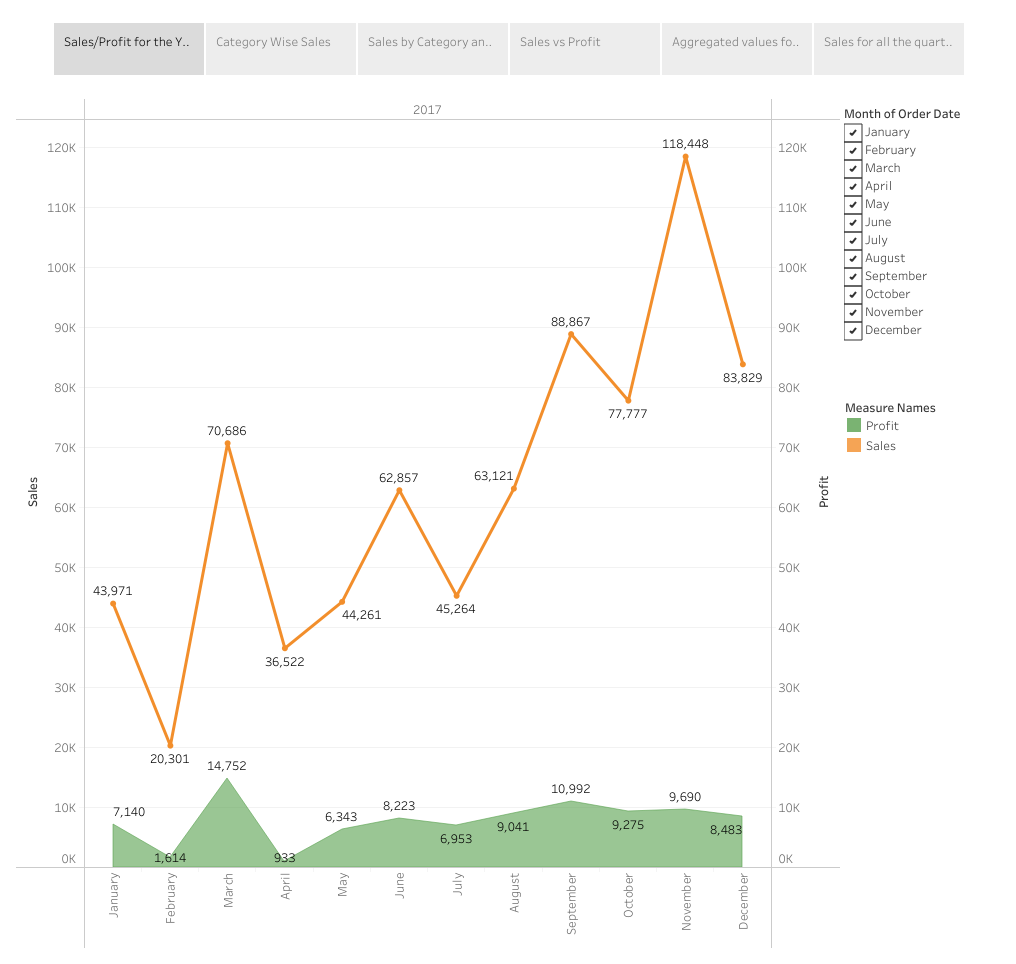 Sales/Profit for the Y.. Category Wise Sales Sales by Category an.. Sales vs Profit Aggregated values fo.. Sales for all the quart..
2017
Sales
120K
110K
100K
90K
80K
70K
60K
50K
40K
30K
20K
10K
0K
118,448
88,867
83,829
77,777
70,686
62,857
63,121
43,971
44,261
45,264
36,522
20,301
14,752
7,140
1,614
933
6,343
8,223
6,953
9,041
10,992
9,275
9,690
8,483
January
February
March
April
May
June
July
August
September
October
November
December
120K
110K
100K
90K
80K
70K
60K
50K
40K
30K
20K
10K
0K
Profit
Month of Order Date
January
February
March
April
May
June
July
August
September
October
November
December
Measure Names
Profit
Sales